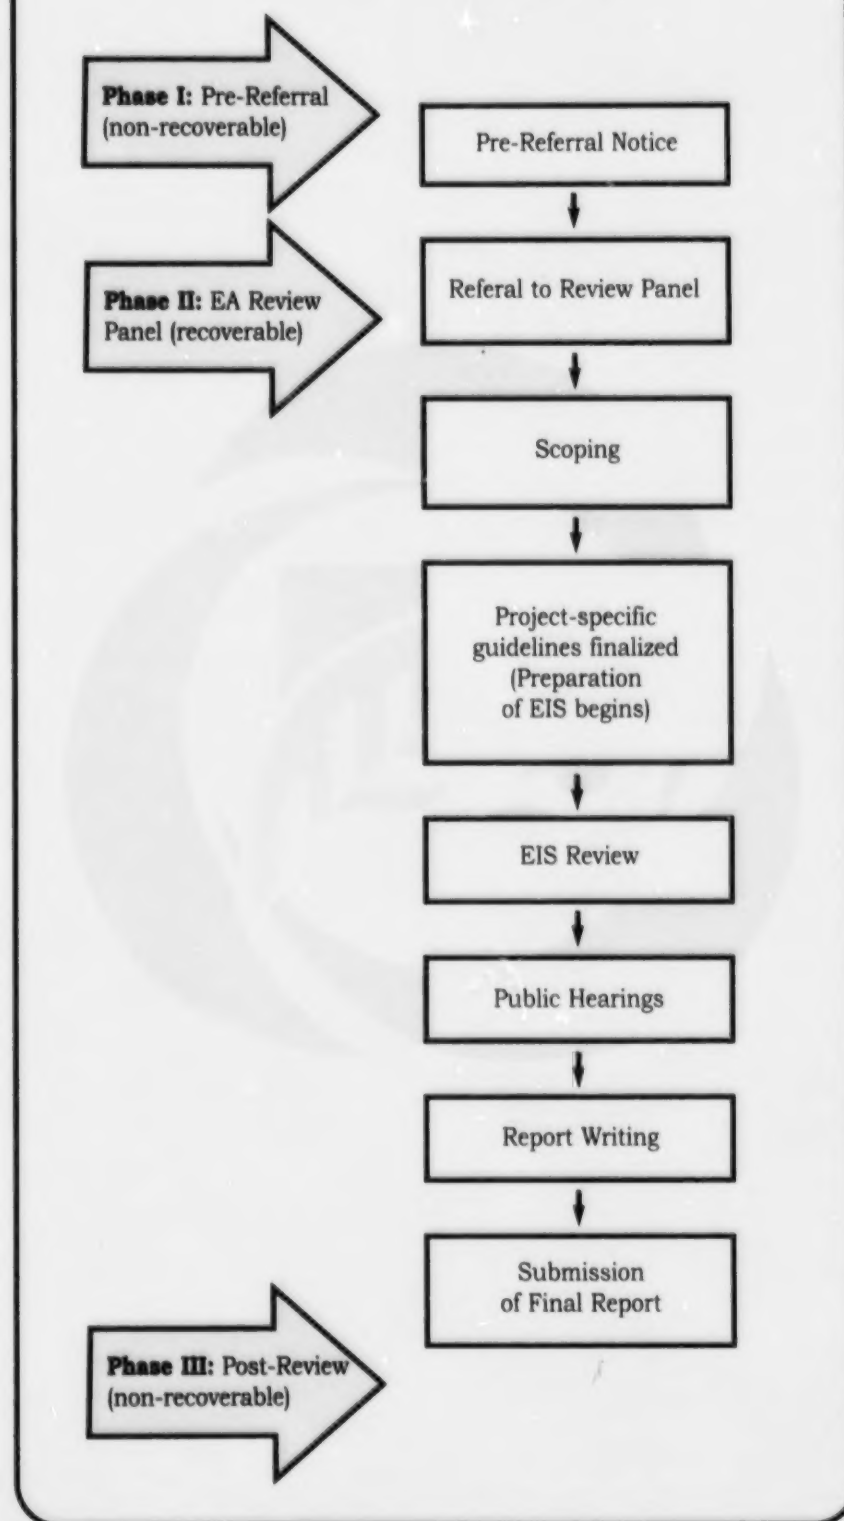 Phase I: Pre-Referral
(non-recoverable)
Pre-Referral Notice
Phase II: EA Review
Panel (recoverable)
Referal to Review Panel
Scoping
Project-specific
guidelines finalized
(Preparation
of EIS begins)
EIS Review
Public Hearings
Report Writing
Submission
of Final Report
Phase III: Post-Review
(non-recoverable)